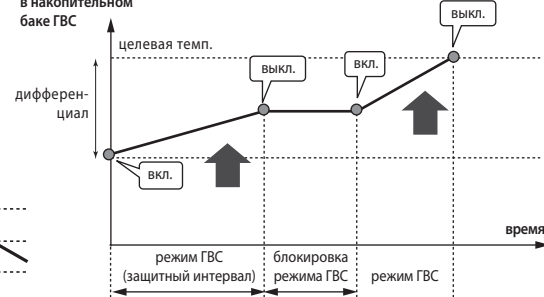 в накопительном
баке ГВС
целевая темп.
выкл.
выкл.
вкл.
дифферен-
циал
вкл.
время
режим ГВС
(защитный интервал)
блокировка
режима ГВС
режим ГВС